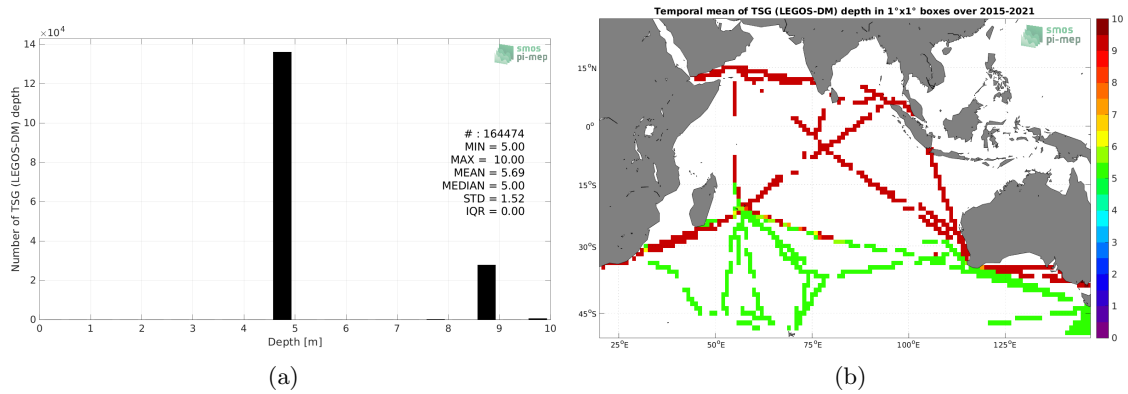 ×10⁴
14
12
10
8
6
4
2
0
Number of TSG (LEGOS-DM) depth
smos
pi-mep
# : 164474
MIN = 5.00
MAX = 10.00
MEAN = 5.69
MEDIAN = 5.00
STD = 1.52
IQR = 0.00
0 1 2 3 4 5 6 7 8 9 10
Depth [m]
(a)
Temporal mean of TSG (LEGOS-DM) depth in 1°x1° boxes over 2015-2021
smos
pi-mep
15°N
0°
15°S
30°S
45°S
25°E 50°E 75°E 100°E 125°E
10
9
8
7
6
5
4
3
2
1
0
(b)